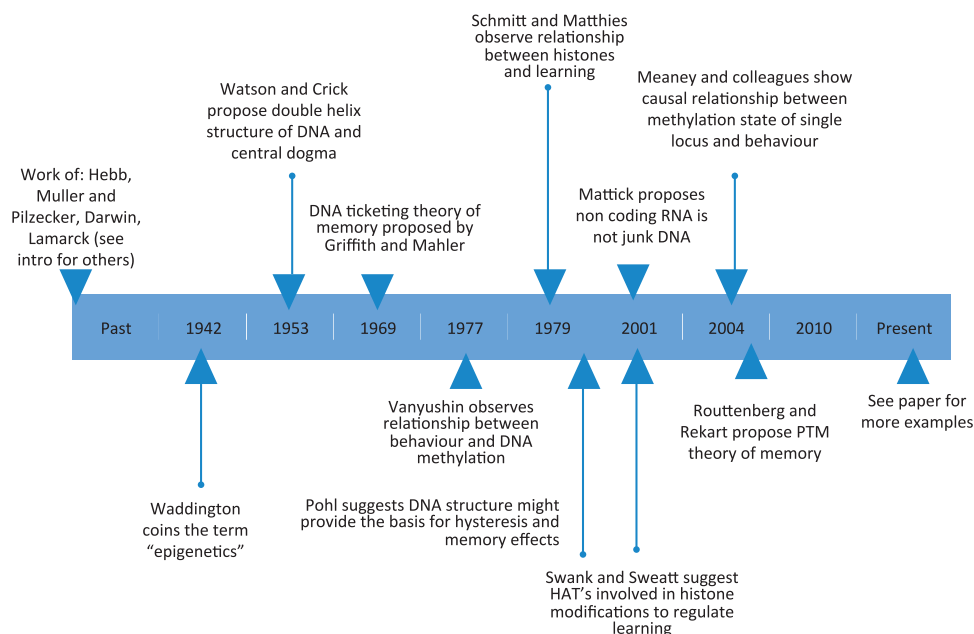 Schmitt and Matthies
observe relationship
between histones
and learning
Meaney and colleagues show
causal relationship between
methylation state of single
locus and behaviour
Watson and Crick
propose double helix
structure of DNA and
central dogma
Work of: Hebb,
Muller and
Pilzecker, Darwin,
Lamarck (see
intro for others)
DNA ticketing theory of
memory proposed by
Griffith and Mahler
Mattick proposes
non coding RNA is
not junk DNA
Past 1942 1953 1969 1977 1979 2001 2004 2010 Present
Vanyushin observes
relationship between
behaviour and DNA
methylation
Routtenberg and
Rekart propose PTM
theory of memory
See paper for
more examples
Waddington
coins the term
“epigenetics”
Pohl suggests DNA structure might
provide the basis for hysteresis and
memory effects
Swank and Sweatt suggest
HAT’s involved in histone
modifications to regulate
learning